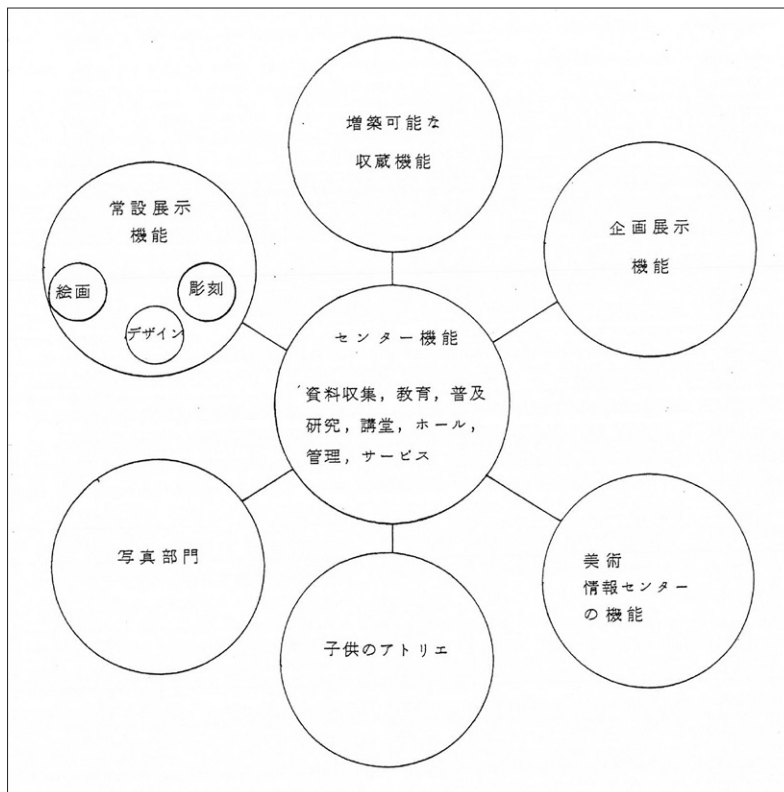 増築可能な
収蔵機能
常設展示
機能
絵画
彫刻
デザイン
企画展示
機能
センター機能
資料収集，教育，普及
研究，講堂，ホール，
管理，サービス
写真部門
子供のアトリエ
美術
情報センター
の機能